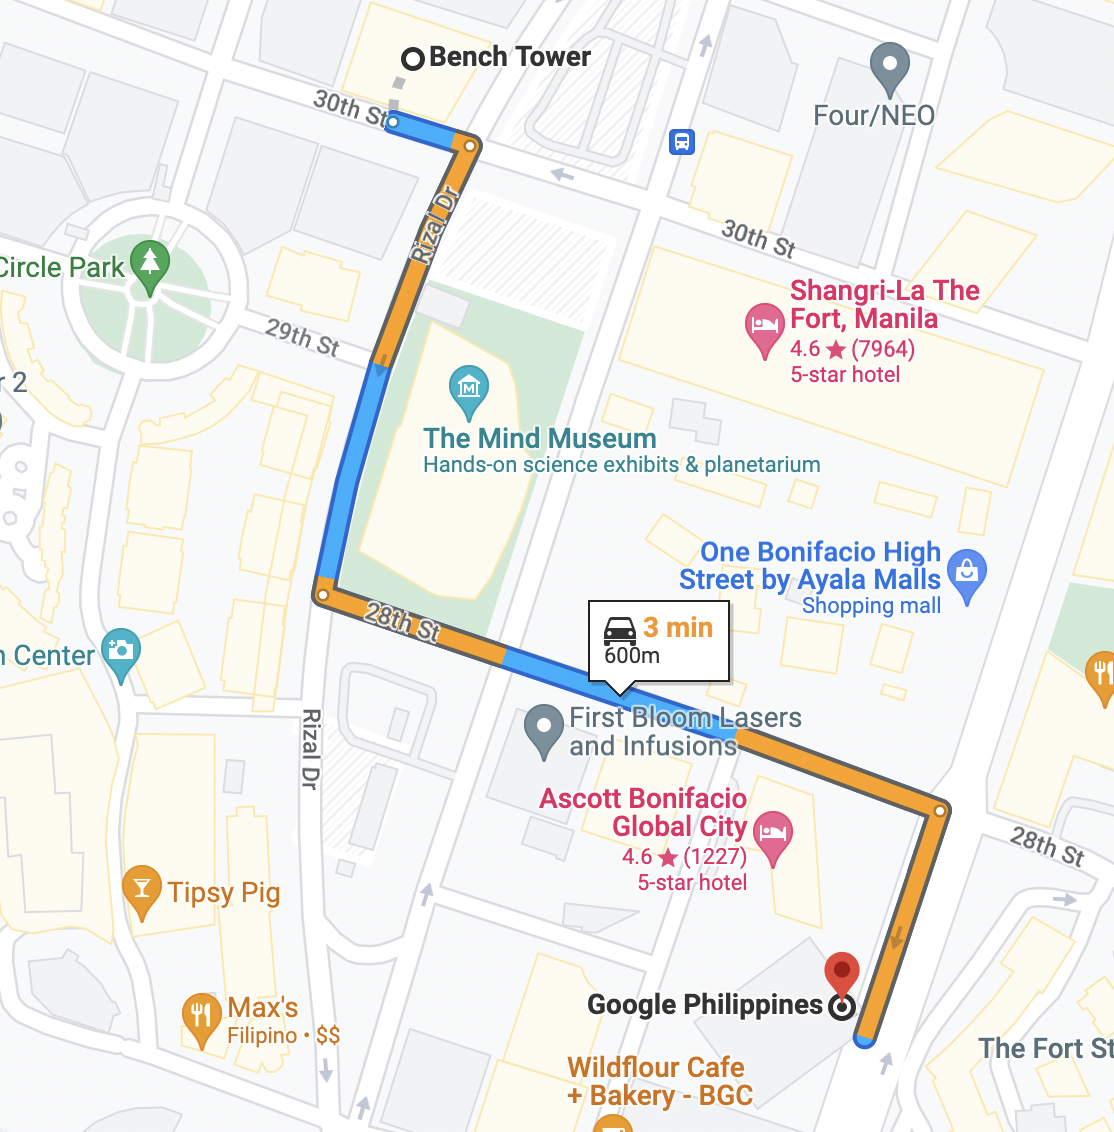 Bench Tower
30th St
Four/NEO
Rizal Dr
30th St
Circle Park
Shangri-La The
Fort, Manila
4.6 ★ (7964)
5-star hotel
29th St
r 2
M
The Mind Museum
Hands-on science exhibits & planetarium
One Bonifacio High
Street by Ayala Malls
Shopping mall
28th St
3 min
600m
n Center
Rizal Dr
First Bloom Lasers
and Infusions
Ascott Bonifacio
Global City
4.6 ★ (1227)
5-star hotel
28th St
Tipsy Pig
Google Philippines
Max's
Filipino • $$
The Fort St
Wildflour Cafe
+ Bakery - BGC